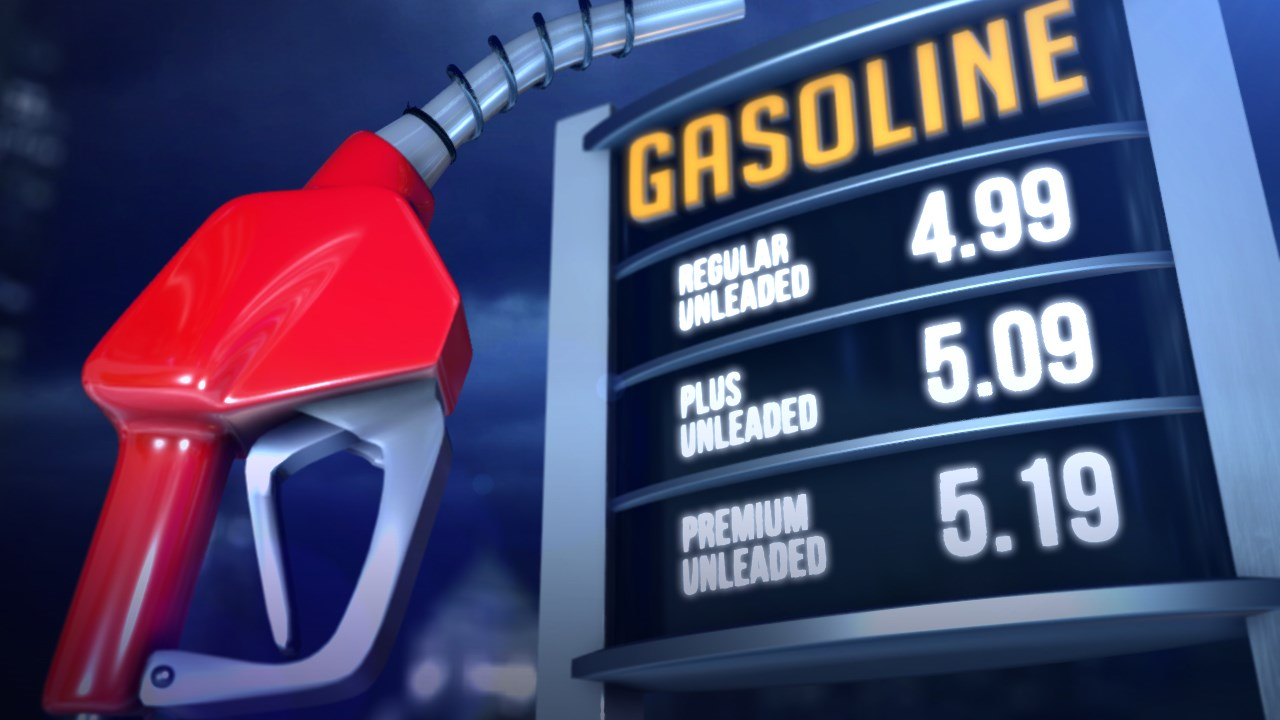 GASOLINE
REGULAR
UNLEADED
4.99
PLUS
UNLEADED
5.09
PREMIUM
UNLEADED
5.19